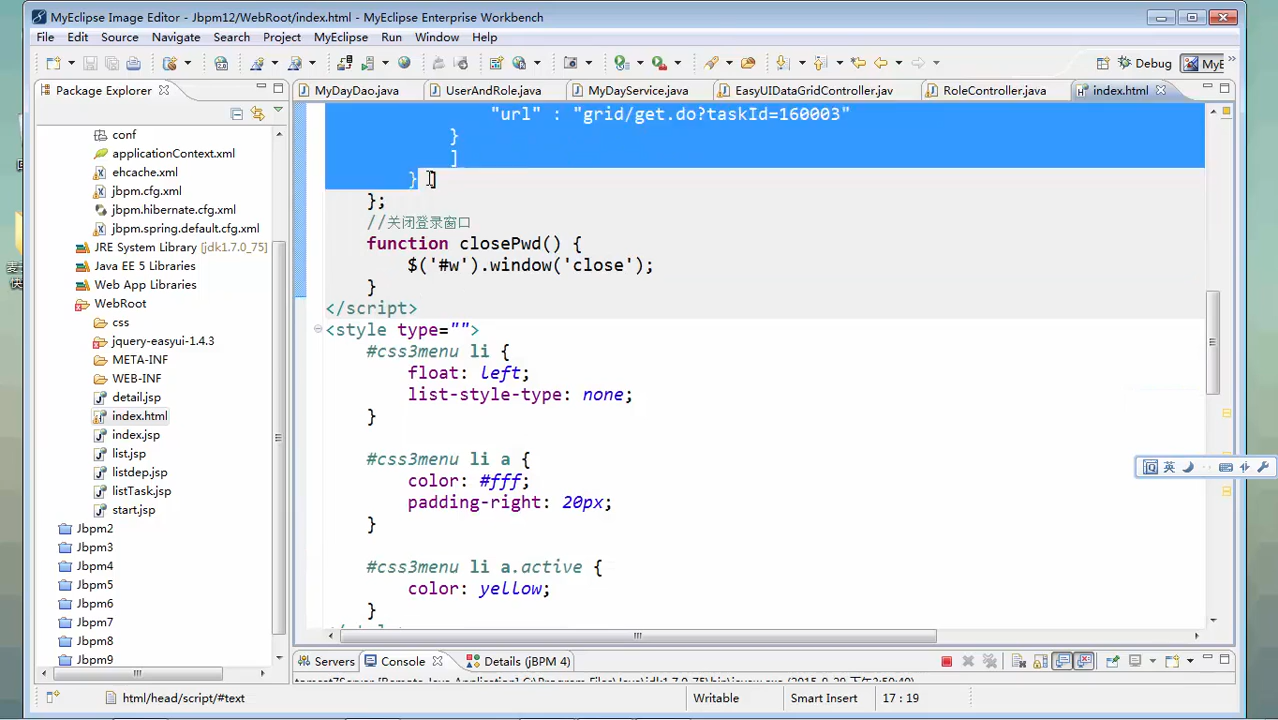 MyEclipse Image Editor - Jbpm12/WebRoot/index.html - MyEclipse Enterprise Workbench
File Edit Source Navigate Search Project MyEclipse Run Window Help
Debug MyE
Package Explorer MyDayDao.java UserAndRole.java MyDayService.java EasyUIDataGridController.java RoleController.java index.html
conf
applicationContext.xml
ehcache.xml
jbpm.cfg.xml
jbpm.hibernate.cfg.xml
jbpm.spring.default.cfg.xml
JRE System Library [jdk1.7.0_75]
Java EE 5 Libraries
Web App Libraries
WebRoot
css
jquery-easyui-1.4.3
META-INF
WEB-INF
detail.jsp
index.html
index.jsp
list.jsp
listdep.jsp
listTask.jsp
start.jsp
Jbpm2
Jbpm3
Jbpm4
Jbpm5
Jbpm6
Jbpm7
Jbpm8
Jbpm9
"url" : "grid/get.do?taskId=160003"
}
]
} ]
};
//关闭登录窗口
function closePwd() {
$('#w').window('close');
}
</script>
<style type="">
#css3menu li {
float: left;
list-style-type: none;
}
#css3menu li a {
color: #fff;
padding-right: 20px;
}
#css3menu li a.active {
color: yellow;
}
英
Servers Console Details (JBPM 4)
html/head/script/#text Writable Smart Insert 17 : 19